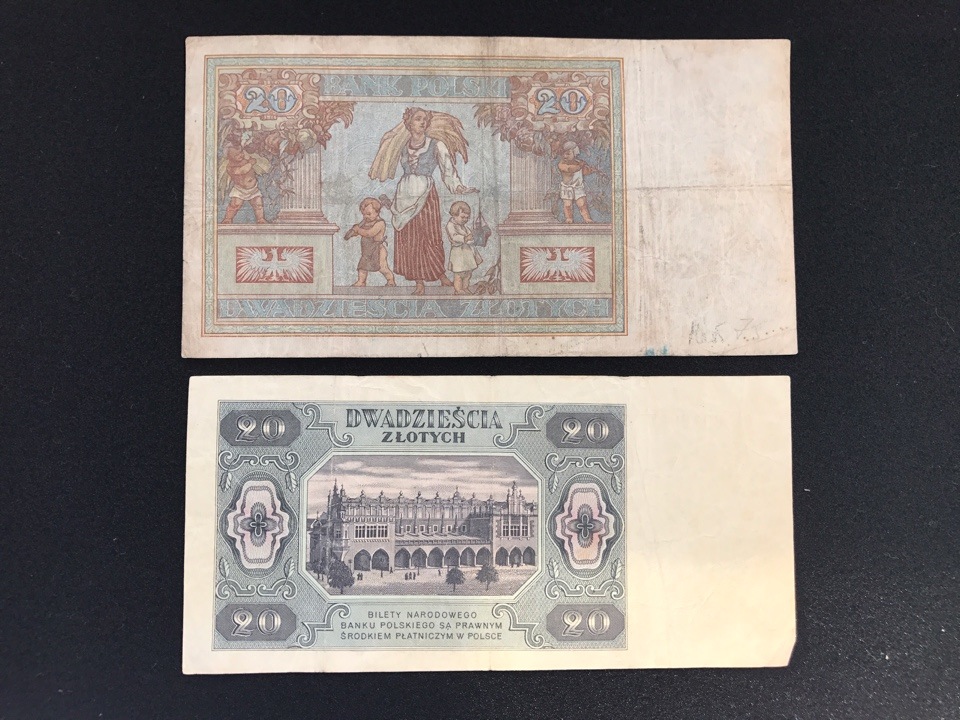 BANK POLSKI
20 20
DWADZIEŚCIA ZŁOTYCH
DWADZIEŚCIA
ZŁOTYCH
20 20
20 20
BILETY NARODOWEGO
BANKU POLSKIEGO SĄ PRAWNYM
ŚRODKIEM PŁATNICZYM W POLSCE